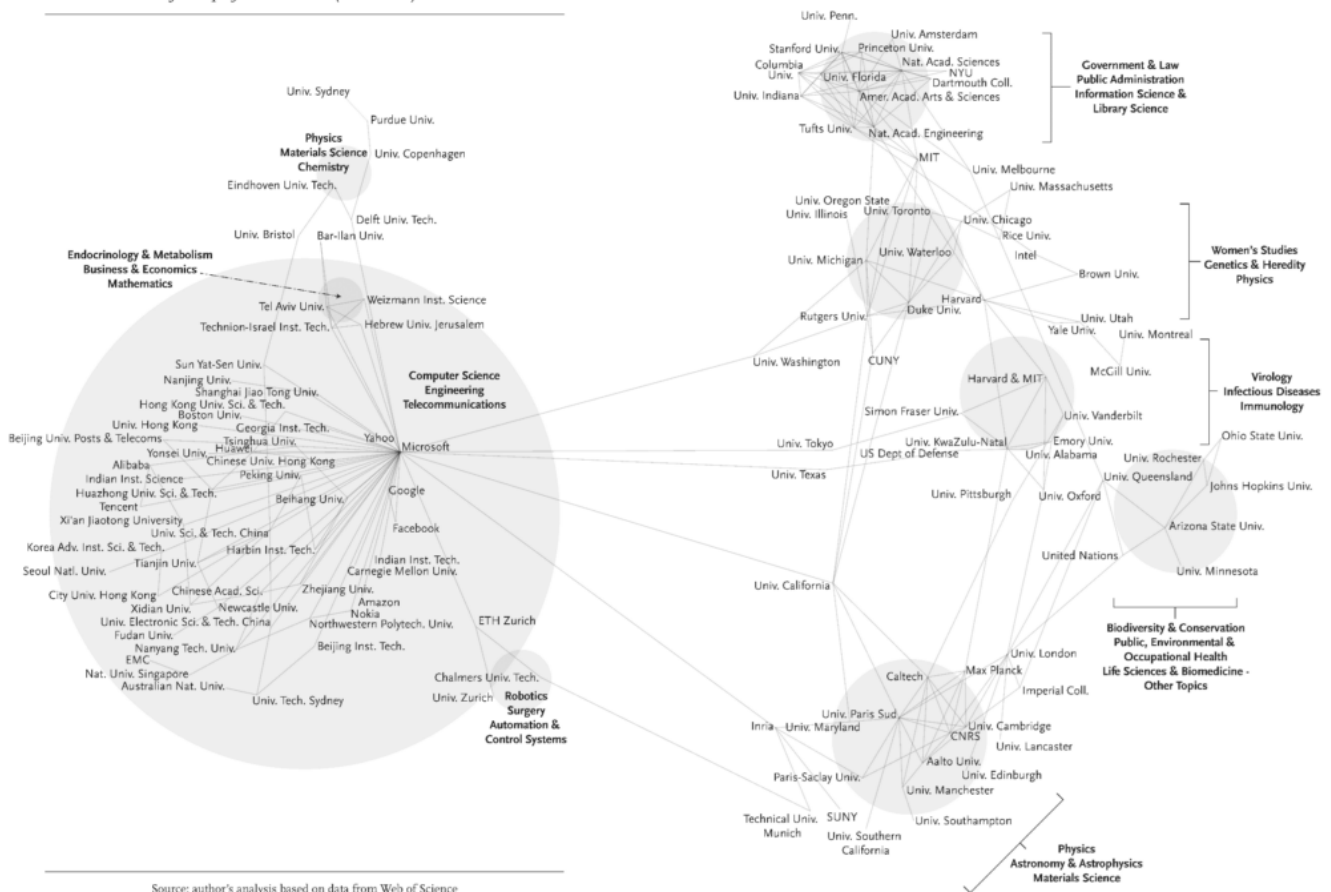 Univ. Penn.
Univ. Amsterdam
Stanford Univ.
Princeton Univ.
Columbia
Univ.
Nat. Acad. Sciences
NYU
Univ. Florida
Dartmouth Coll.
Univ. Indiana
Amer. Acad. Arts & Sciences
Tufts Univ.
Nat. Acad. Engineering
MIT
Government & Law
Public Administration
Information Science &
Library Science
Univ. Sydney
Purdue Univ.
Physics
Materials Science
Chemistry
Univ. Copenhagen
Eindhoven Univ. Tech.
Delft Univ. Tech.
Univ. Bristol
Bar-Ilan Univ.
Endocrinology & Metabolism
Business & Economics
Mathematics
Tel Aviv Univ.
Weizmann Inst. Science
Technion-Israel Inst. Tech.
Hebrew Univ. Jerusalem
Sun Yat-Sen Univ.
Nanjing Univ.
Shanghai Jiao Tong Univ.
Hong Kong Univ. Sci. & Tech.
Boston Univ.
Univ. Hong Kong
Georgia Inst. Tech.
Beijing Univ. Posts & Telecoms
Tsinghua Univ.
Yonsei Univ.
Huawei
Chinese Univ. Hong Kong
Alibaba
Indian Inst. Science
Peking Univ.
Huazhong Univ. Sci. & Tech.
Tencent
Beihang Univ.
Xi'an Jiaotong University
Univ. Sci. & Tech. China
Korea Adv. Inst. Sci. & Tech.
Harbin Inst. Tech.
Seoul Natl. Univ.
Tianjin Univ.
City Univ. Hong Kong
Chinese Acad. Sci.
Zhejiang Univ.
Xidian Univ.
Newcastle Univ.
Univ. Electronic Sci. & Tech. China
Fudan Univ.
Nanyang Tech. Univ.
EMC
Nat. Univ. Singapore
Australian Nat. Univ.
Univ. Tech. Sydney
Computer Science
Engineering
Telecommunications
Yahoo
Microsoft
Google
Facebook
Indian Inst. Tech.
Carnegie Mellon Univ.
Amazon
Nokia
Northwestern Polytech. Univ.
Beijing Inst. Tech.
ETH Zurich
Chalmers Univ. Tech.
Univ. Zurich
Robotics
Surgery
Automation &
Control Systems
Univ. Melbourne
Univ. Massachusetts
Univ. Oregon State
Univ. Illinois
Univ. Toronto
Univ. Chicago
Rice Univ.
Univ. Waterloo
Intel
Univ. Michigan
Brown Univ.
Harvard
Duke Univ.
Rutgers Univ.
Univ. Utah
Yale Univ.
Univ. Montreal
Women's Studies
Genetics & Heredity
Physics
Univ. Washington
CUNY
McGill Univ.
Harvard & MIT
Simon Fraser Univ.
Univ. Vanderbilt
Virology
Infectious Diseases
Immunology
Univ. Tokyo
Univ. KwaZulu-Natal
US Dept of Defense
Emory Univ.
Univ. Alabama
Ohio State Univ.
Univ. Rochester
Univ. Texas
Univ. Queensland
Johns Hopkins Univ.
Univ. Pittsburgh
Univ. Oxford
Arizona State Univ.
United Nations
Univ. Minnesota
Univ. California
Biodiversity & Conservation
Public, Environmental &
Occupational Health
Life Sciences & Biomedicine -
Other Topics
Univ. London
Caltech
Max Planck
Imperial Coll.
Univ. Paris Sud
Inria
Univ. Maryland
Univ. Cambridge
CNRS
Univ. Lancaster
Aalto Univ.
Paris-Saclay Univ.
Univ. Edinburgh
Univ. Manchester
Technical Univ.
Munich
SUNY
Univ. Southampton
Univ. Southern
California
Physics
Astronomy & Astrophysics
Materials Science
Source: author's analysis based on data from Web of Science